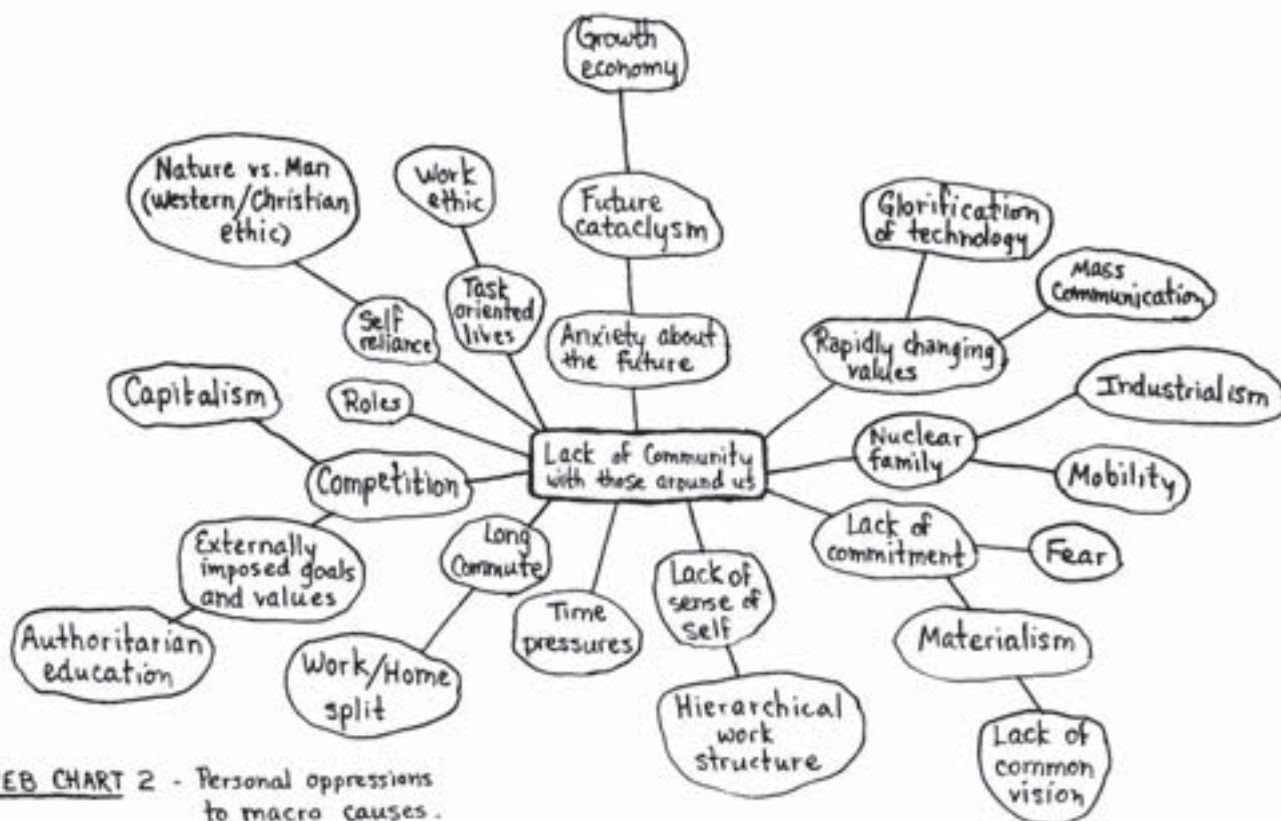 Growth
economy
Nature vs. Man
(Western/Christian
ethic)
Work
ethic
Future
cataclysm
Glorification
of technology
Mass
Communication
Self
reliance
Task
oriented
lives
Anxiety about
the future
Rapidly changing
values
Capitalism
Roles
Industrialism
Lack of Community
with those around us
Nuclear
family
Competition
Mobility
Externally
imposed goals
and values
Long
Commute
Lack of
commitment
Fear
Time
pressures
Lack of
sense of
self
Authoritarian
education
Work/Home
split
Materialism
Hierarchical
work
structure
Lack of
common
vision
EB CHART 2 - Personal oppressions
to macro causes.